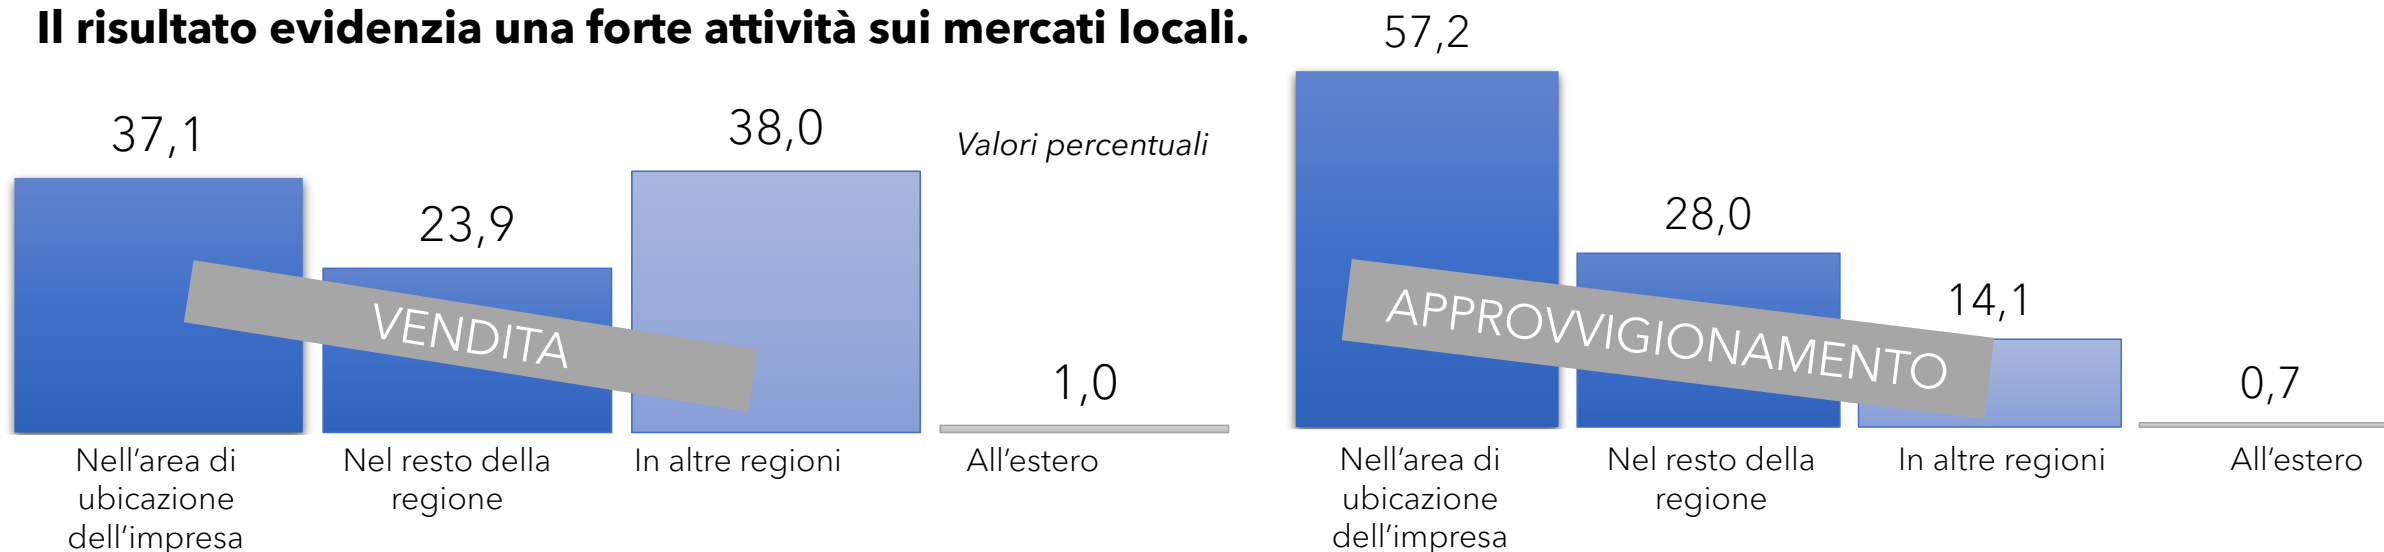 Il risultato evidenzia una forte attività sui mercati locali.
37,1
23,9
38,0
1,0
Valori percentuali
VENDITA
Nell'area di
ubicazione
dell'impresa
Nel resto della
regione
In altre regioni
All'estero
57,2
28,0
14,1
0,7
APPROVVIGIONAMENTO
Nell'area di
ubicazione
dell'impresa
Nel resto della
regione
In altre regioni
All'estero